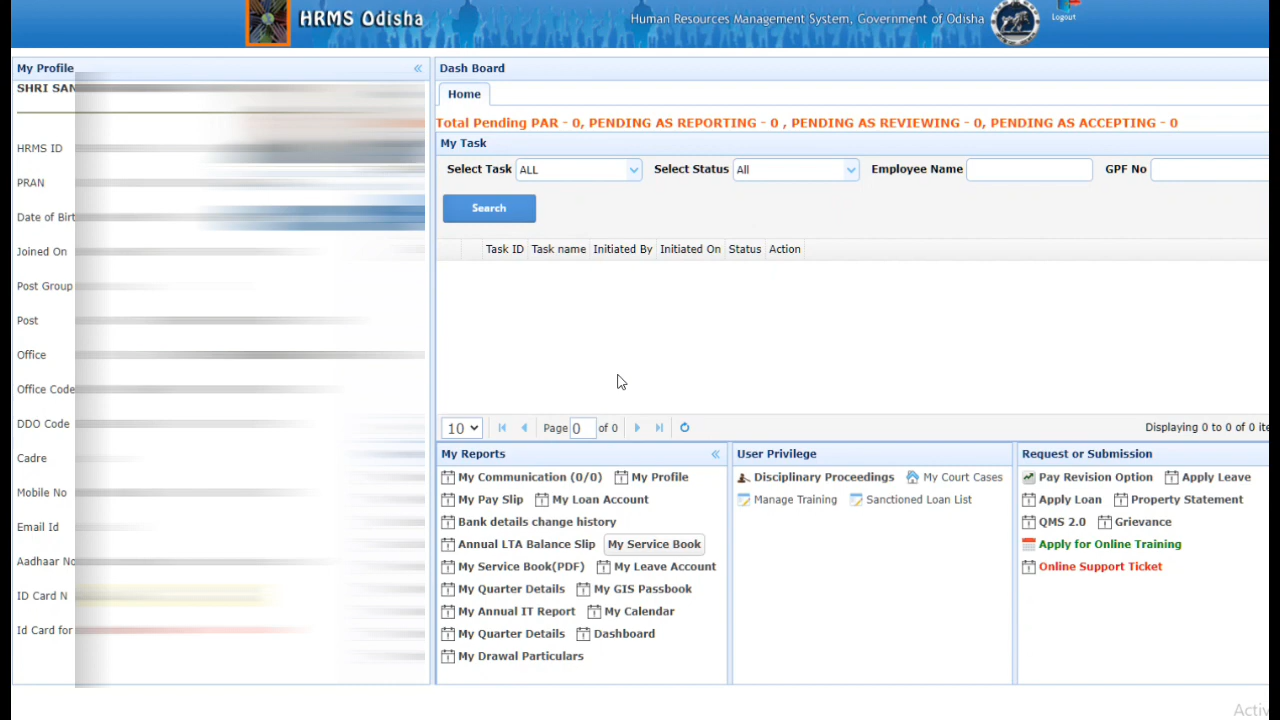 HRMS Odisha
Human Resources Management System, Government of Odisha
Logout
My Profile
SHRI SAN
HRMS ID
PRAN
Date of Birt
Joined On
Post Group
Post
Office
Office Code
DDO Code
Cadre
Mobile No
Email Id
Aadhaar No
ID Card N
Id Card for
Dash Board
Home
Total Pending PAR - 0, PENDING AS REPORTING - 0 , PENDING AS REVIEWING - 0, PENDING AS ACCEPTING - 0
My Task
Select Task ALL Select Status All Employee Name GPF No
Search
Task ID Task name Initiated By Initiated On Status Action
10 Page 0 of 0 Displaying 0 to 0 of 0 ite
My Reports
My Communication (0/0) My Profile
My Pay Slip My Loan Account
Bank details change history
Annual LTA Balance Slip My Service Book
My Service Book(PDF) My Leave Account
My Quarter Details My GIS Passbook
My Annual IT Report My Calendar
My Quarter Details Dashboard
My Drawal Particulars
User Privilege
Disciplinary Proceedings My Court Cases
Manage Training Sanctioned Loan List
Request or Submission
Pay Revision Option Apply Leave
Apply Loan Property Statement
QMS 2.0 Grievance
Apply for Online Training
Online Support Ticket
Activ